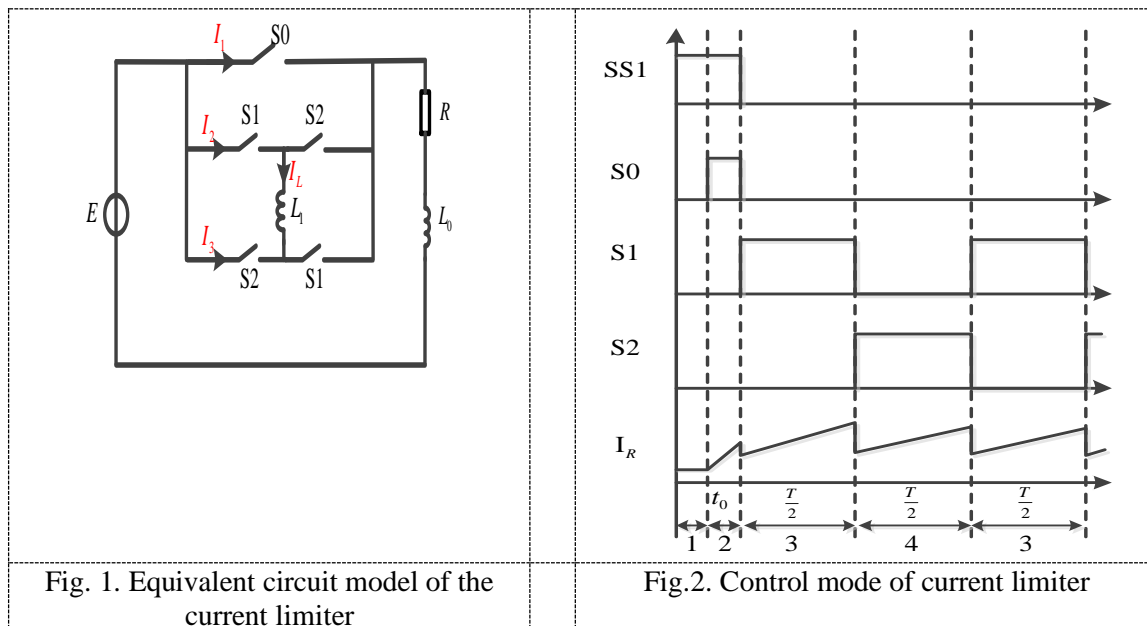 I1
S0
I2
S1
S2
IL
L1
I3
S2
S1
E
R
L0
SS1
S0
S1
S2
IR
t0
T/2
T/2
T/2
1
2
3
4
3
Fig. 1. Equivalent circuit model of the
current limiter
Fig.2. Control mode of current limiter